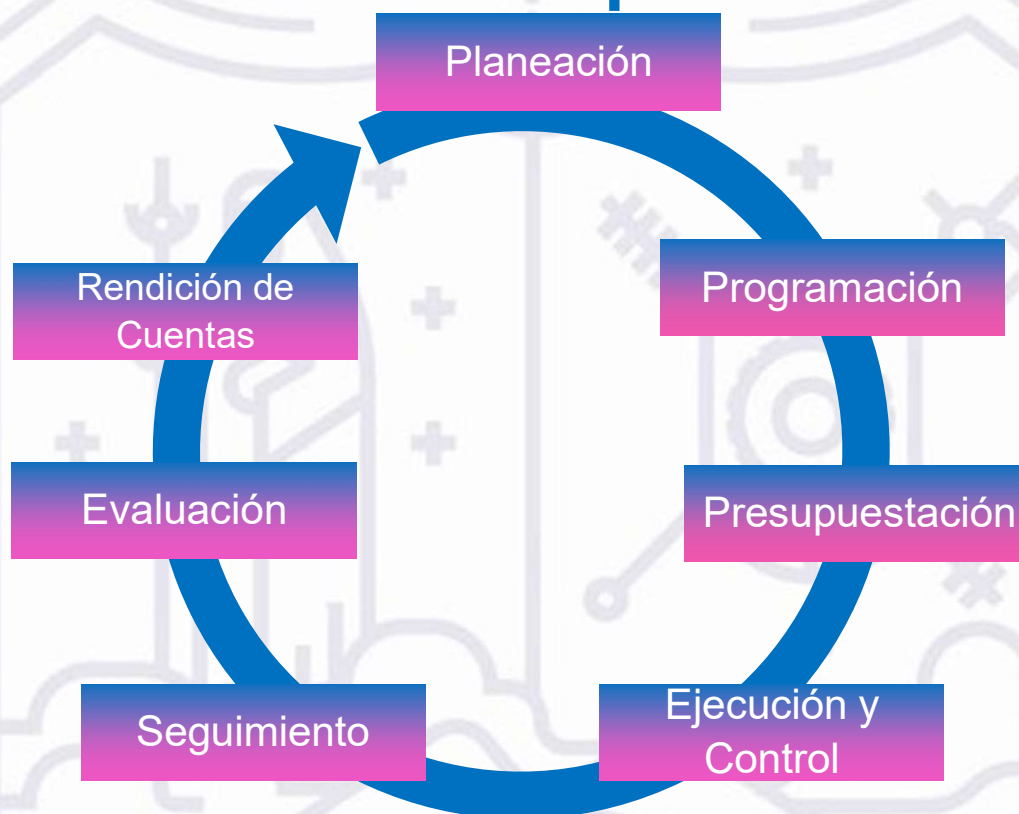 Planeación
Programación
Presupuestación
Ejecución y
Control
Seguimiento
Evaluación
Rendición de
Cuentas